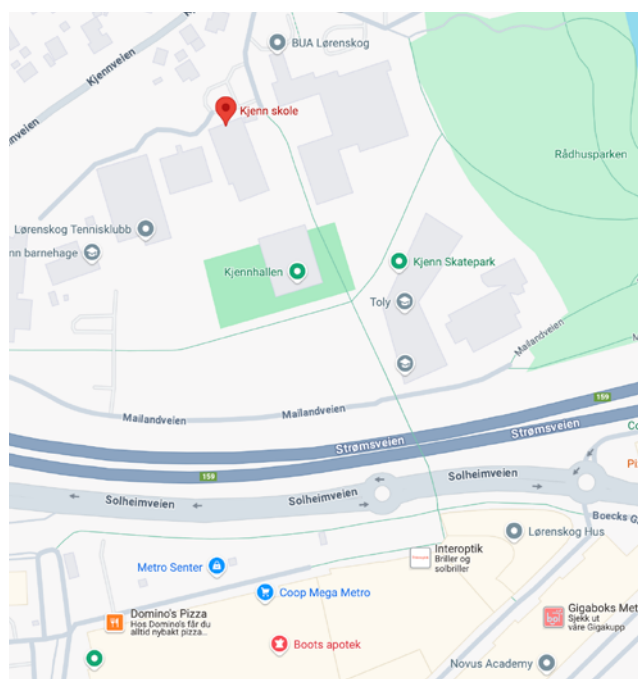 BUA Lørenskog
Kjennveien
Kjenn skole
Kjennveien
Rådhusparken
Lørenskog Tennisklubb
nn barnehage
Kjennhallen
Kjenn Skatepark
Toly
Mailandveien
M
Mailandveien
Mailandveien
159
Strømsveien
Strømsveien
159
Co
Solheimveien
Pi
Solheimveien
Solheimveien
Boecks G
Lørenskog Hus
Interoptik
Briller og
solbriller
Metro Senter
Coop Mega Metro
Domino's Pizza
Hos Domino's får du
alltid nybakt pizza...
Gigaboks Met
Sjekk ut
våre Gigakupp
Boots apotek
Novus Academy